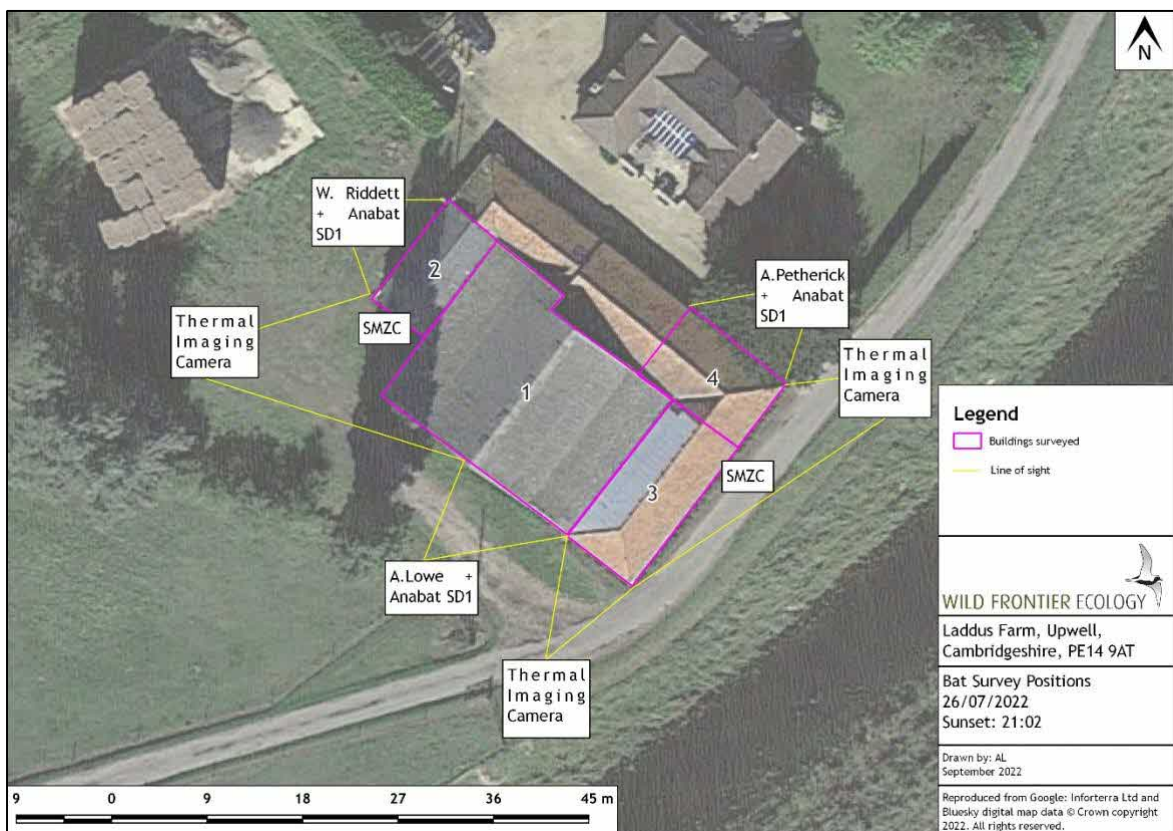 N
W. Riddett
+ Anabat
SD1
2
A.Petherick
+ Anabat
SD1
Thermal
Imaging
Camera
SMZC
Thermal
Imaging
Camera
1
4
Legend
Buildings surveyed
Line of sight
SMZC
3
A.Lowe +
Anabat SD1
WILD FRONTIER ECOLOGY
Laddus Farm, Upwell,
Cambridgeshire, PE14 9AT
Thermal
Imaging
Camera
Bat Survey Positions
26/07/2022
Sunset: 21:02
Drawn by: AL
September 2022
9 0 9 18 27 36 45 m
Reproduced from Google: Inforterra Ltd and
Bluesky digital map data © Crown copyright
2022. All rights reserved.